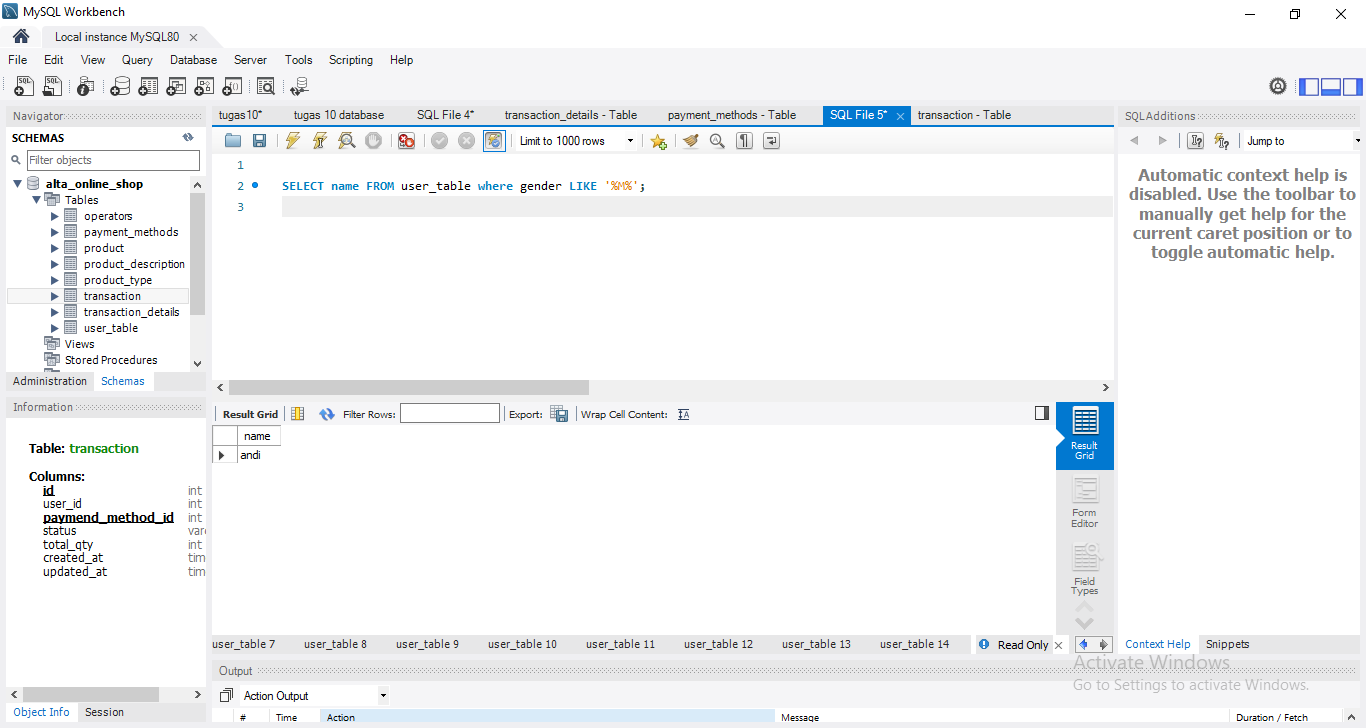 MySQL Workbench
Local instance MySQL80
File Edit View Query Database Server Tools Scripting Help
Navigator
SCHEMAS
Filter objects
alta_online_shop
Tables
operators
payment_methods
product
product_description
product_type
transaction
transaction_details
user_table
Views
Stored Procedures
Administration Schemas
Information
Table: transaction
Columns:
id int
user_id int
paymend_method_id int
status var
total_qty int
created_at tim
updated_at tim
Object Info Session
tugas10* tugas 10 database SQL File 4* transaction_details - Table payment_methods - Table SQL File 5* transaction - Table
Limit to 1000 rows
1
2 SELECT name FROM user_table where gender LIKE '%M%';
3
Result Grid Filter Rows: Export: Wrap Cell Content:
name
andi
Result
Grid
Form
Editor
Field
Types
user_table 7 user_table 8 user_table 9 user_table 10 user_table 11 user_table 12 user_table 13 user_table 14 Read Only
Output
Action Output
# Time Action Message Duration / Fetch
SQLAdditions
Jump to
Automatic context help is
disabled. Use the toolbar to
manually get help for the
current caret position or to
toggle automatic help.
Context Help Snippets
Activate Windows
Go to Settings to activate Windows.